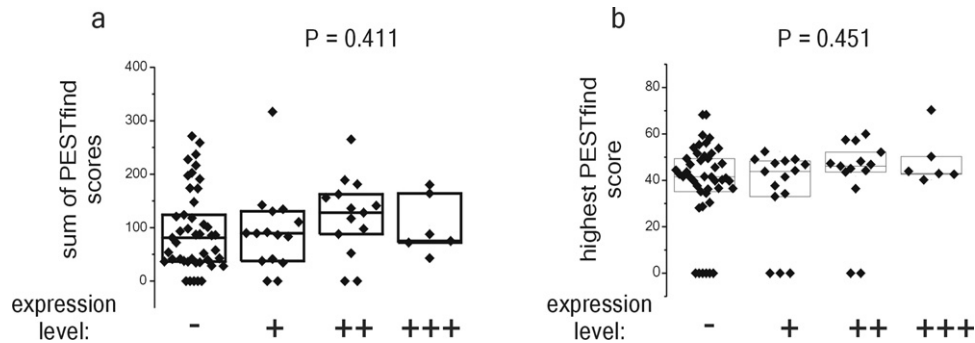 a
P = 0.411
sum of PESTfind
scores
400
300
200
100
0
expression
level:
- + ++ +++
b
P = 0.451
highest PESTfind
score
80
60
40
20
0
expression
level:
- + ++ +++